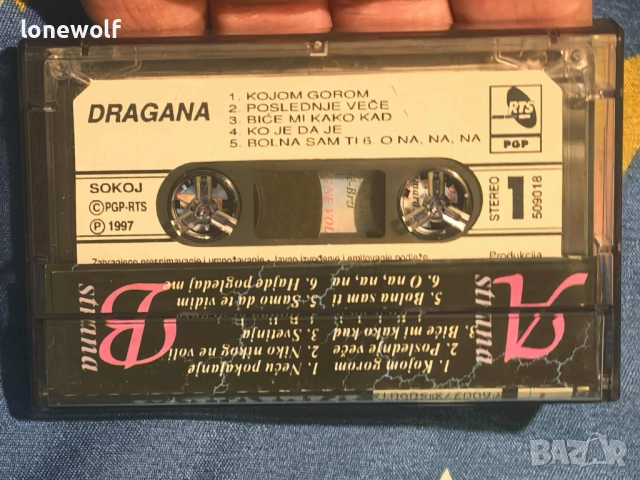 lonewolf
DRAGANA
1. KOJOM GOROM
2. POSLEDNJE VEČE
3. BIĆE MI KAKO KAD
4. KO JE DA JE
5. BOLNA SAM TI 6. O NA, NA, NA
RTS
PGP
SOKOJ
©PGP-RTS
Ⓟ 1997
STEREO 1
509018
Produkcija
A strana
1. Kojom gorom
2. Poslednje veče
3. Biće mi kako kad
5. Bolna sam ti
6. O na, na, na
B strana
1. Neću pokajanje
2. Niko nikog ne voli
5. Samo da te vidim
6. Hajde pogledaj me
BAZAR